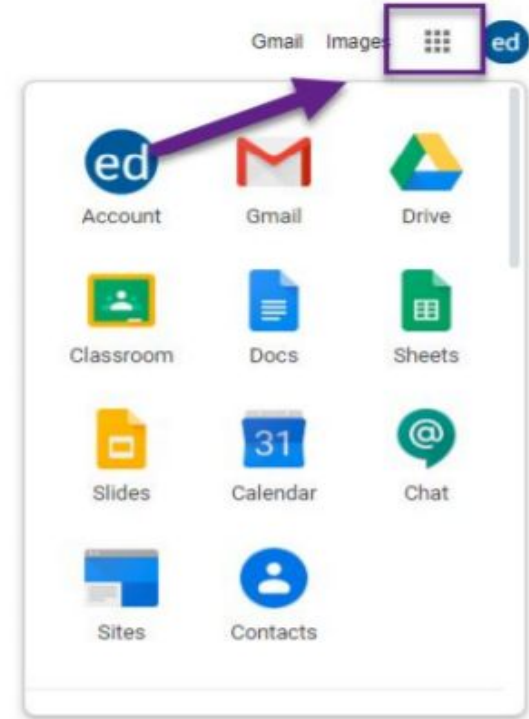 Gmail Images ed
ed
Account Gmail Drive
Classroom Docs Sheets
31 @
Slides Calendar Chat
Sites Contacts